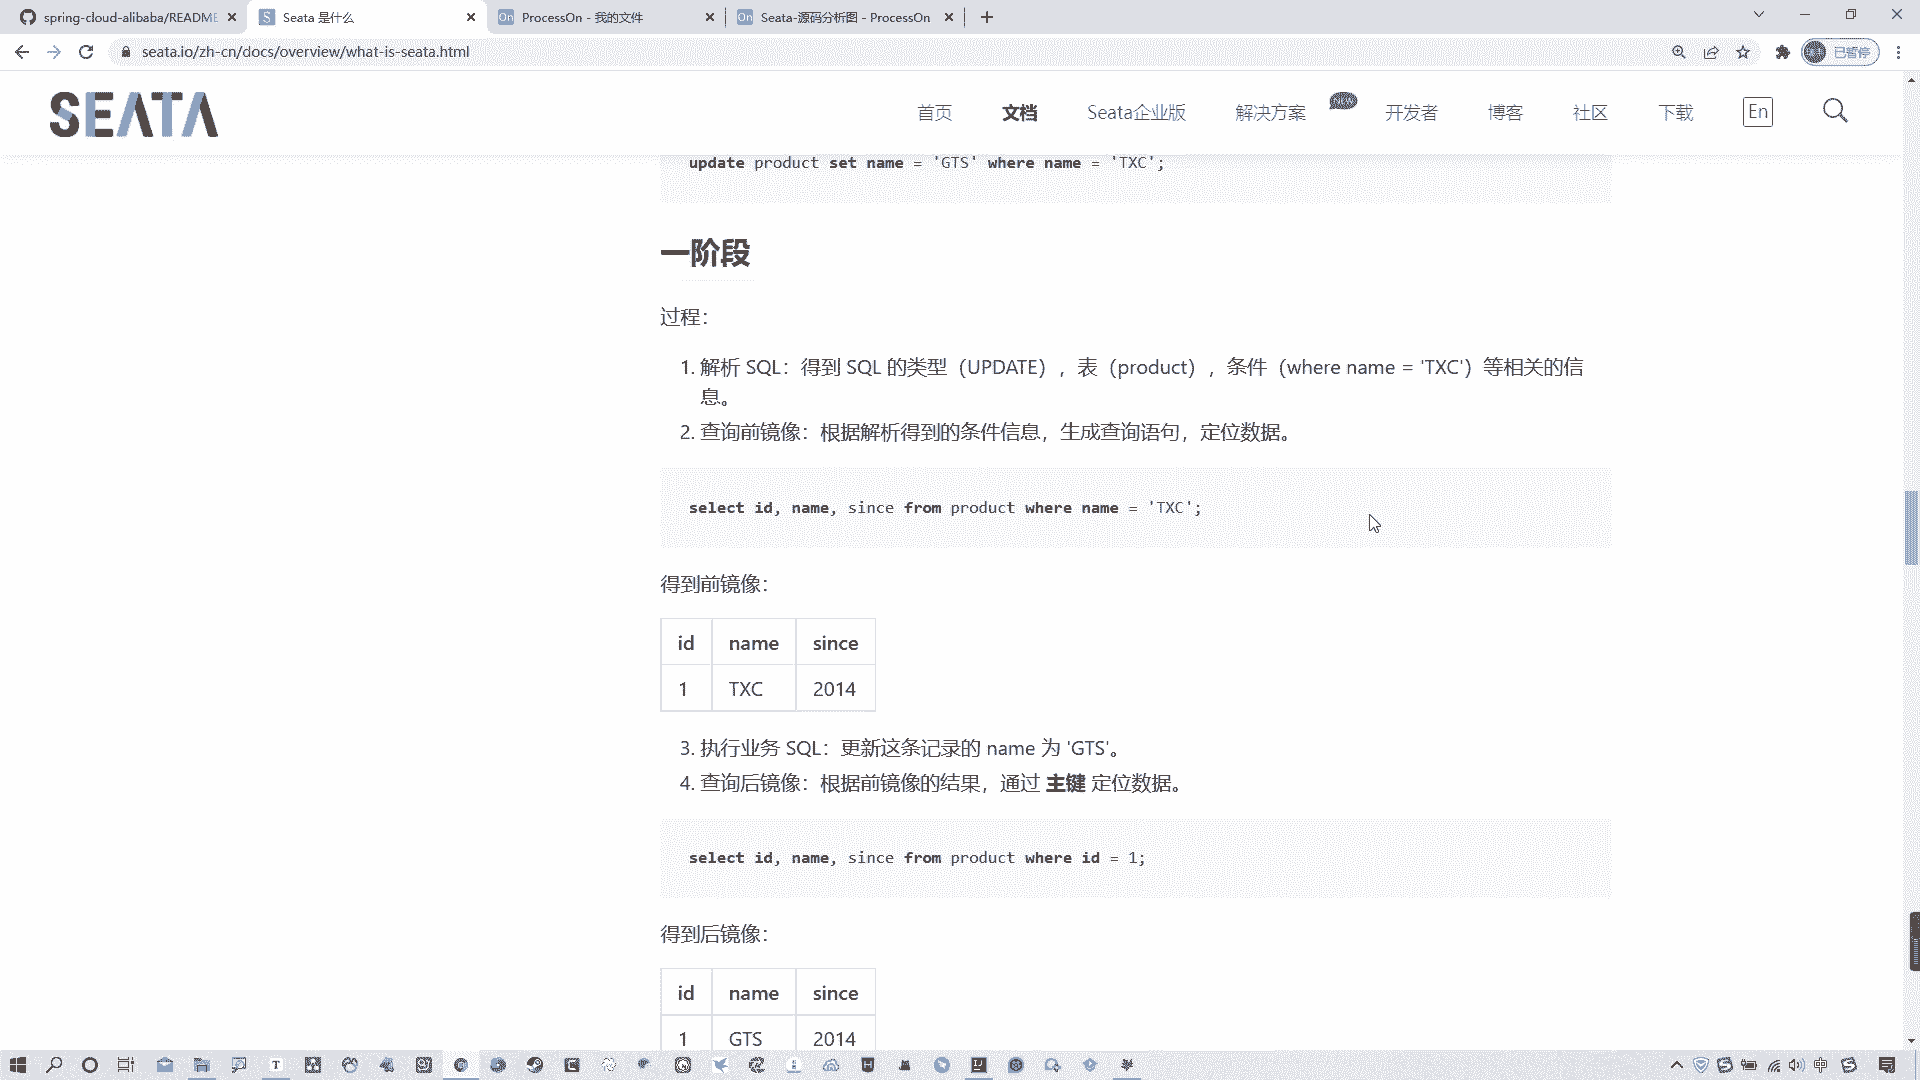 spring-cloud-alibaba/README
Seata 是什么
ProcessOn - 我的文件
Seata-源码分析图 - ProcessOn
seata.io/zh-cn/docs/overview/what-is-seata.html
已暂停
SEATA
首页
文档
Seata企业版
解决方案
NEW
开发者
博客
社区
下载
En
update product set name = 'GTS' where name = 'TXC';
一阶段
过程：
1. 解析 SQL：得到 SQL 的类型（UPDATE），表（product），条件（where name = 'TXC'）等相关的信
息。
2. 查询前镜像：根据解析得到的条件信息，生成查询语句，定位数据。
select id, name, since from product where name = 'TXC';
得到前镜像：
id name since
1 TXC 2014
3. 执行业务 SQL：更新这条记录的 name 为 'GTS'。
4. 查询后镜像：根据前镜像的结果，通过 主键 定位数据。
select id, name, since from product where id = 1;
得到后镜像：
id name since
1 GTS 2014
中